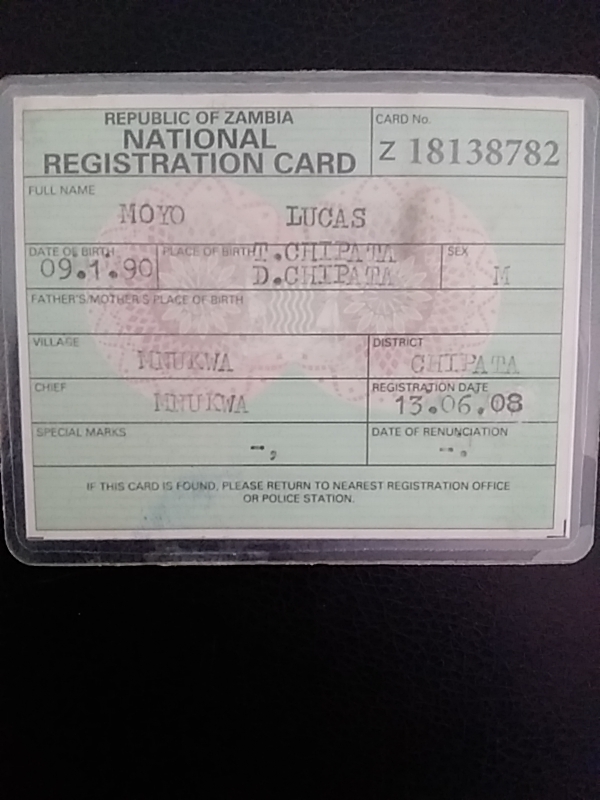 REPUBLIC OF ZAMBIA
NATIONAL
REGISTRATION CARD
CARD No.
Z 18138782
FULL NAME
MOYO LUCAS
DATE OF BIRTH
09.1.90
PLACE OF BIRTH T.CHIPATA
D.CHIPATA
SEX
M
FATHER'S/MOTHER'S PLACE OF BIRTH
VILLAGE
MNUKWA
DISTRICT
CHIPATA
CHIEF
MNUKWA
REGISTRATION DATE
13.06.08
SPECIAL MARKS
-,
DATE OF RENUNCIATION
-.
IF THIS CARD IS FOUND, PLEASE RETURN TO NEAREST REGISTRATION OFFICE
OR POLICE STATION.